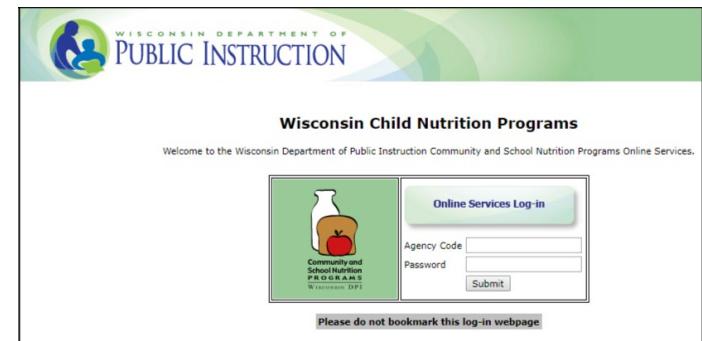 WISCONSIN DEPARTMENT OF
PUBLIC INSTRUCTION
Wisconsin Child Nutrition Programs
Welcome to the Wisconsin Department of Public Instruction Community and School Nutrition Programs Online Services.
Community and
School Nutrition
PROGRAMS
WISCONSIN DPI
Online Services Log-in
Agency Code
Password
Submit
Please do not bookmark this log-in webpage